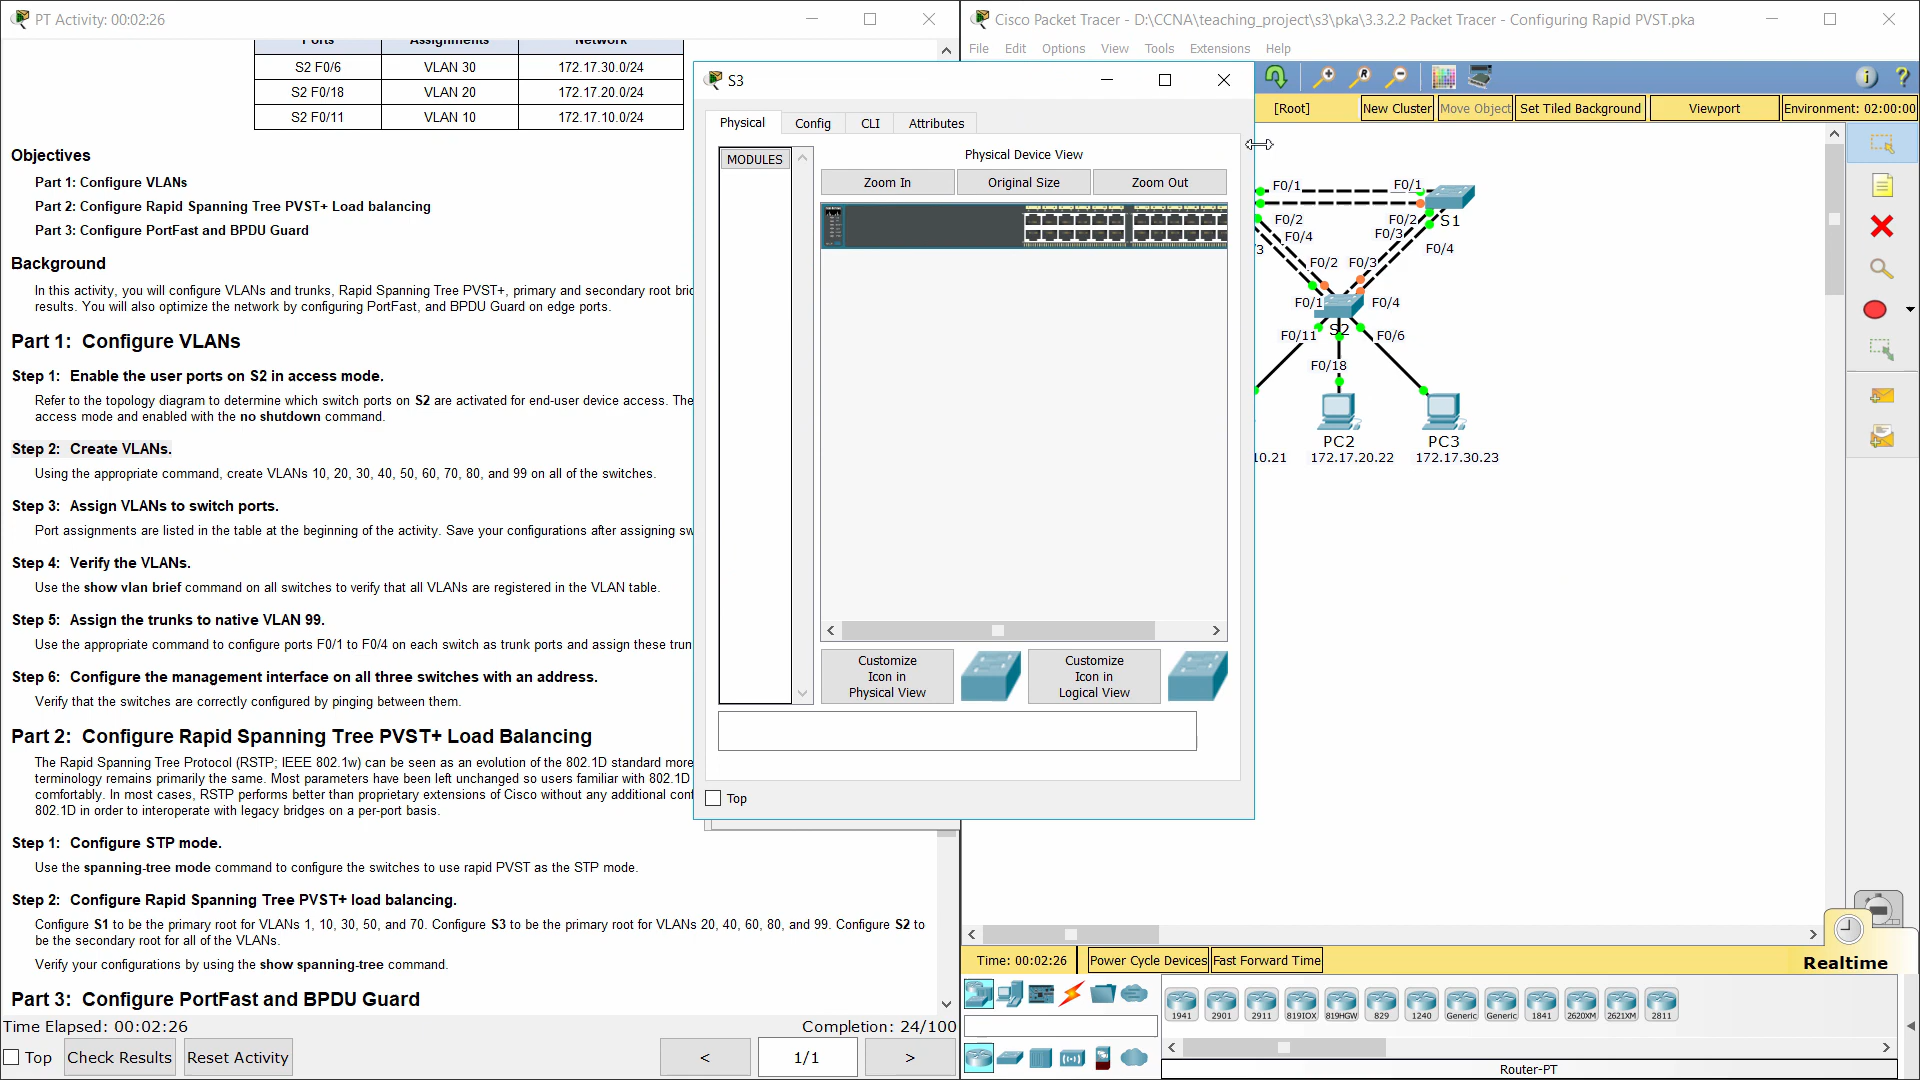 PT Activity: 00:02:26
Ports Assignments Network
S2 F0/6 VLAN 30 172.17.30.0/24
S2 F0/18 VLAN 20 172.17.20.0/24
S2 F0/11 VLAN 10 172.17.10.0/24
Objectives
Part 1: Configure VLANs
Part 2: Configure Rapid Spanning Tree PVST+ Load balancing
Part 3: Configure PortFast and BPDU Guard
Background
In this activity, you will configure VLANs and trunks, Rapid Spanning Tree PVST+, primary and secondary root
results. You will also optimize the network by configuring PortFast, and BPDU Guard on edge ports.
Part 1: Configure VLANs
Step 1: Enable the user ports on S2 in access mode.
Refer to the topology diagram to determine which switch ports on S2 are activated for end-user device access.
access mode and enabled with the no shutdown command.
Step 2: Create VLANs.
Using the appropriate command, create VLANs 10, 20, 30, 40, 50, 60, 70, 80, and 99 on all of the switches.
Step 3: Assign VLANs to switch ports.
Port assignments are listed in the table at the beginning of the activity. Save your configurations after assigning
Step 4: Verify the VLANs.
Use the show vlan brief command on all switches to verify that all VLANs are registered in the VLAN table.
Step 5: Assign the trunks to native VLAN 99.
Use the appropriate command to configure ports F0/1 to F0/4 on each switch as trunk ports and assign these
Step 6: Configure the management interface on all three switches with an address.
Verify that the switches are correctly configured by pinging between them.
Part 2: Configure Rapid Spanning Tree PVST+ Load Balancing
The Rapid Spanning Tree Protocol (RSTP; IEEE 802.1w) can be seen as an evolution of the 802.1D standard more
terminology remains primarily the same. Most parameters have been left unchanged so users familiar with 802.1D
comfortably. In most cases, RSTP performs better than proprietary extensions of Cisco without any additional
802.1D in order to interoperate with legacy bridges on a per-port basis.
Step 1: Configure STP mode.
Use the spanning-tree mode command to configure the switches to use rapid PVST as the STP mode.
Step 2: Configure Rapid Spanning Tree PVST+ load balancing.
Configure S1 to be the primary root for VLANs 1, 10, 30, 50, and 70. Configure S3 to be the primary root for VLANs 20, 40, 60, 80, and 99. Configure S2 to
be the secondary root for all of the VLANs.
Verify your configurations by using the show spanning-tree command.
Part 3: Configure PortFast and BPDU Guard
Time Elapsed: 00:02:26 Completion: 24/100
Top Check Results Reset Activity < 1/1 >
S3
Physical Config CLI Attributes
MODULES
Physical Device View
Zoom In Original Size Zoom Out
Customize Icon in Physical View
Customize Icon in Logical View
Top
Cisco Packet Tracer - D:\CCNA\teaching_project\s3\pka\3.3.2.2 Packet Tracer - Configuring Rapid PVST.pka
File Edit Options View Tools Extensions Help
[Root] New Cluster Move Object Set Tiled Background Viewport Environment: 02:00:00
F0/1 F0/1
F0/2 F0/2
S1
F0/4 F0/3
3 F0/4
F0/2 F0/3
F0/1 F0/4
S2
F0/11 F0/6
F0/18
PC2 PC3
10.21 172.17.20.22 172.17.30.23
Time: 00:02:26 Power Cycle Devices Fast Forward Time
Realtime
1941 2901 2911 819IOX 819HGW 829 1240 Generic Generic 1841 2620XM 2621XM 2811
Router-PT